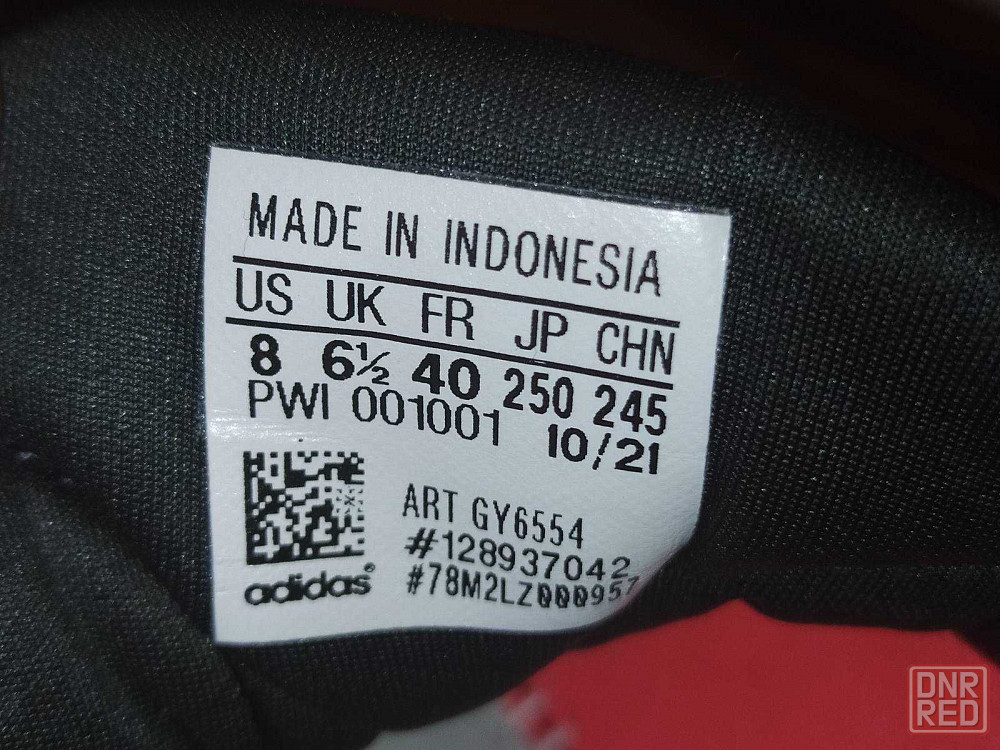 MADE IN INDONESIA
US UK FR JP CHN
8 6½ 40 250 245
PWI 001001 10/21
ART GY6554
#128937042
#78M2LZ000957
adidas®
DNR
RED